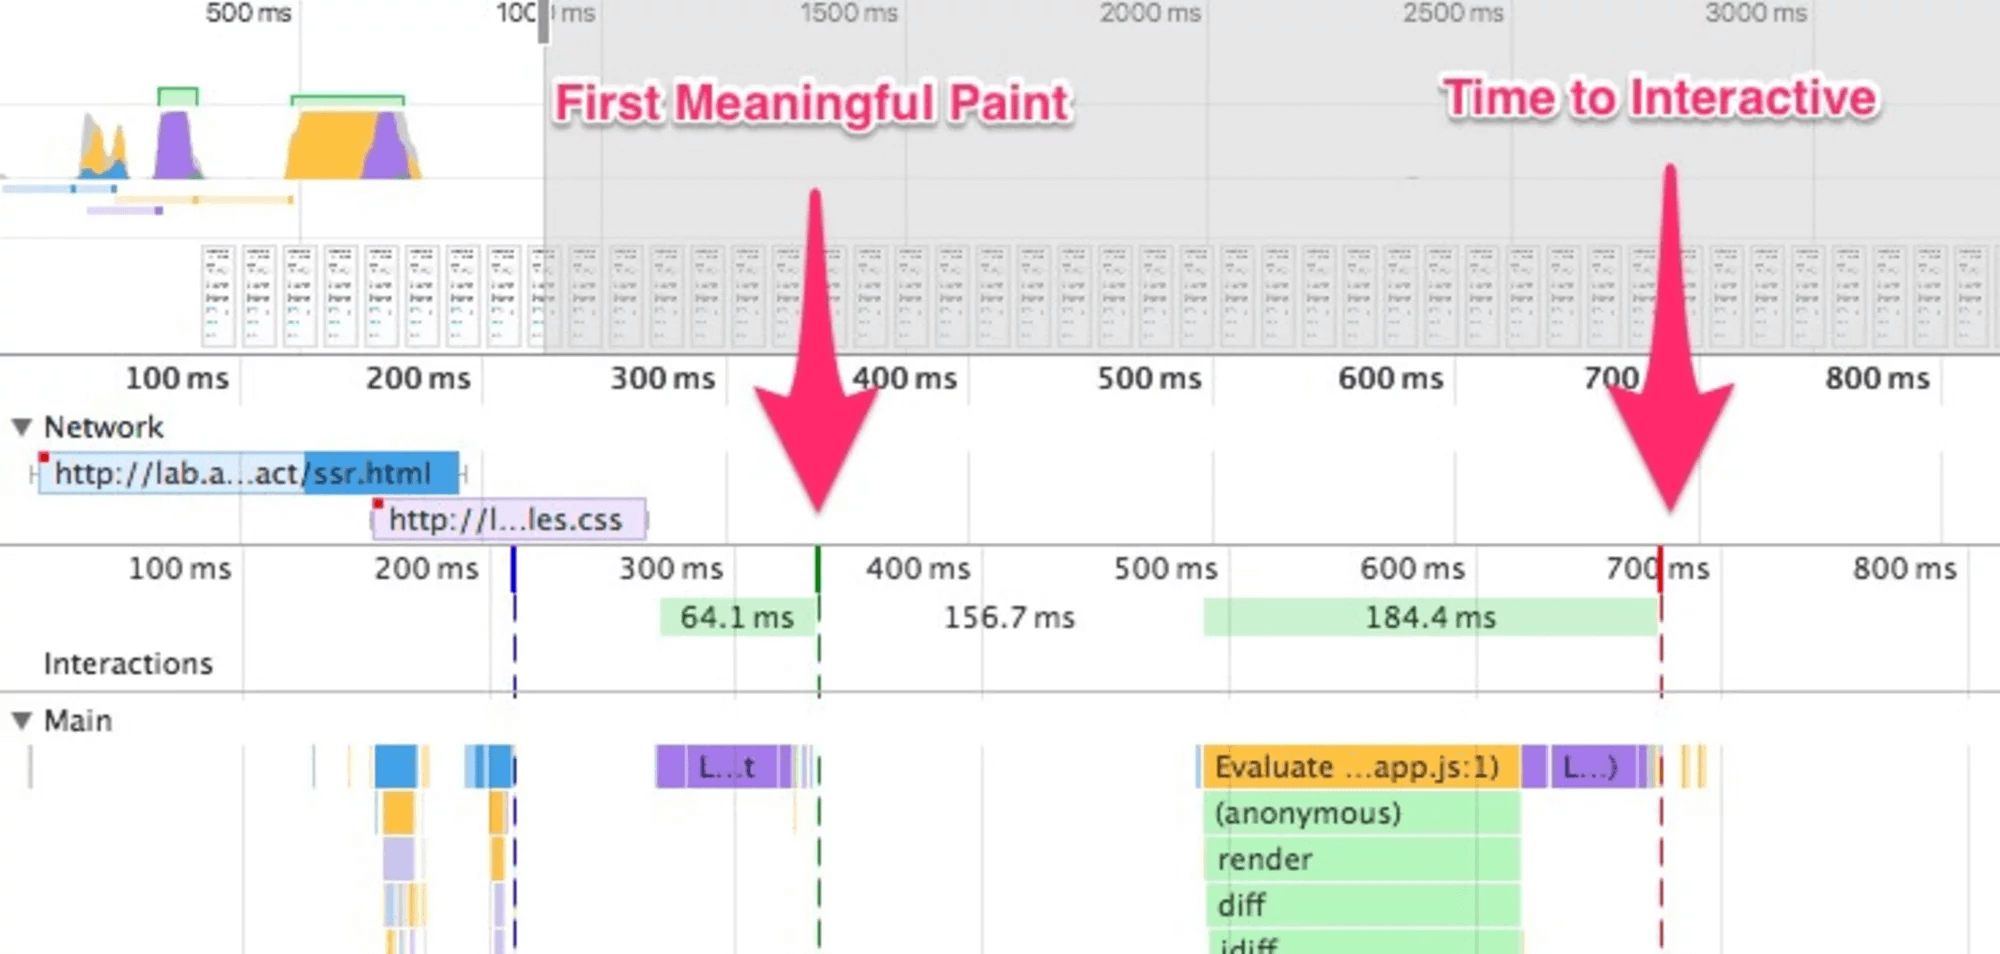 500 ms 1000 ms 1500 ms 2000 ms 2500 ms 3000 ms
First Meaningful Paint
Time to Interactive
100 ms 200 ms 300 ms 400 ms 500 ms 600 ms 700 800 ms
Network
http://lab.a...act/ssr.html
http://l...les.css
100 ms 200 ms 300 ms 400 ms 500 ms 600 ms 700 ms 800 ms
64.1 ms 156.7 ms 184.4 ms
Interactions
Main
L...t Evaluate ...app.js:1) L...)
(anonymous)
render
diff
idiff